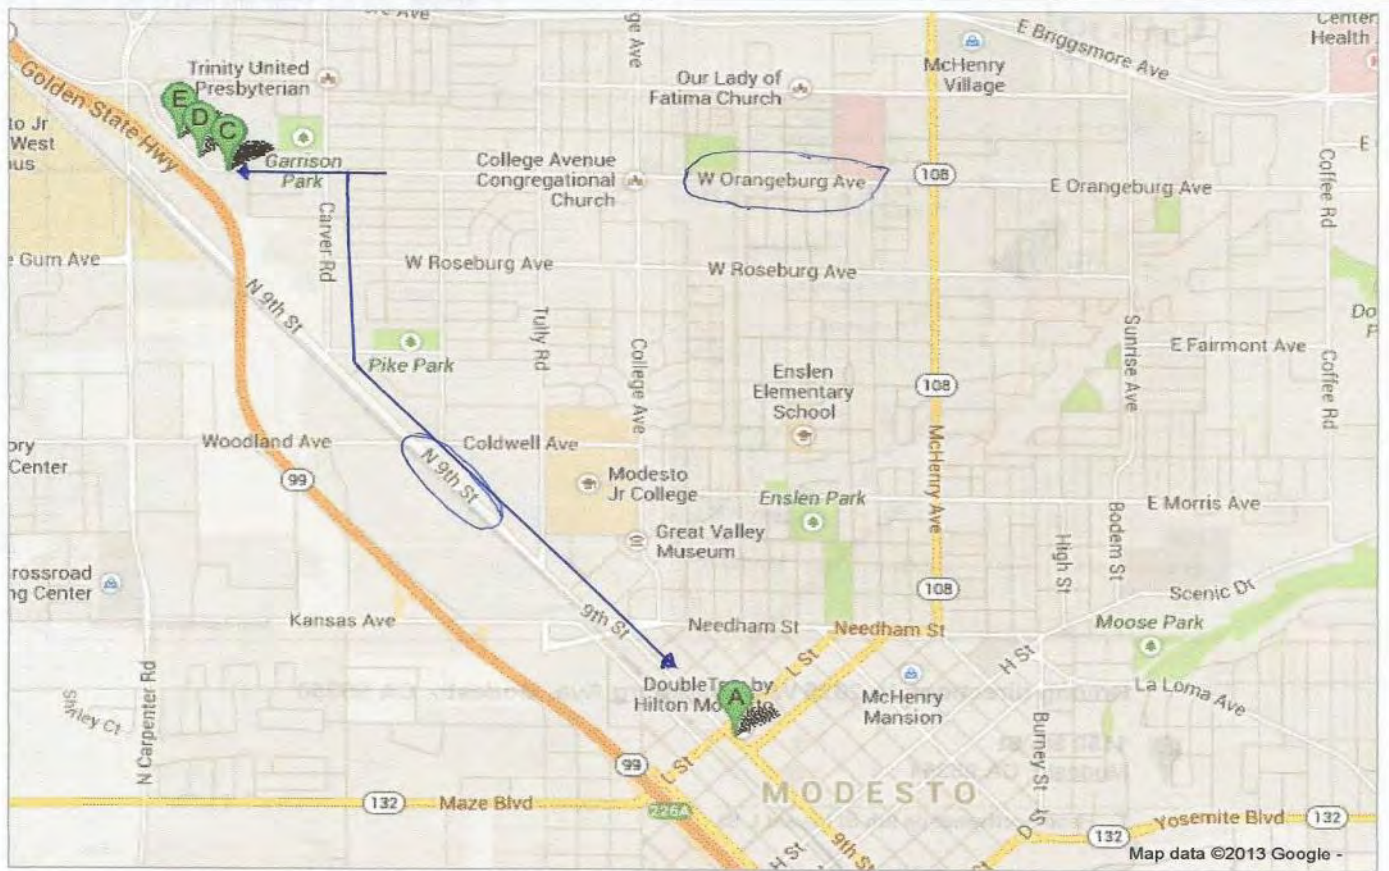 Center
Health
E Briggsmore Ave
Golden State Hwy
Trinity United
Presbyterian
Our Lady of
Fatima Church
McHenry
Village
E
D
C
to Jr
West
Garrison
Park
College Avenue
Congregational
Church
W Orangeburg Ave
108
E Orangeburg Ave
Coffee Rd
E
Carver Rd
Gum Ave
W Roseburg Ave
W Roseburg Ave
N 9th St
Tully Rd
College Ave
Pike Park
Sunrise Ave
E Fairmont Ave
Coffee Rd
Enslen
Elementary
School
108
McHenry Ave
Woodland Ave
Coldwell Ave
Center
99
N 9th St
Modesto
Jr College
Enslen Park
E Morris Ave
Bodem St
High St
Great Valley
Museum
rossroad
ng Center
108
Scenic Dr
Kansas Ave
9th St
Needham St
Needham St
Moose Park
L St
H St
DoubleTree by
Hilton Modesto
A
McHenry
Mansion
La Loma Ave
N Carpenter Rd
Burney St
99
L St
MODESTO
132
Maze Blvd
226A
D St
Yosemite Blvd
132
132
H St
9th St
Map data ©2013 Google -